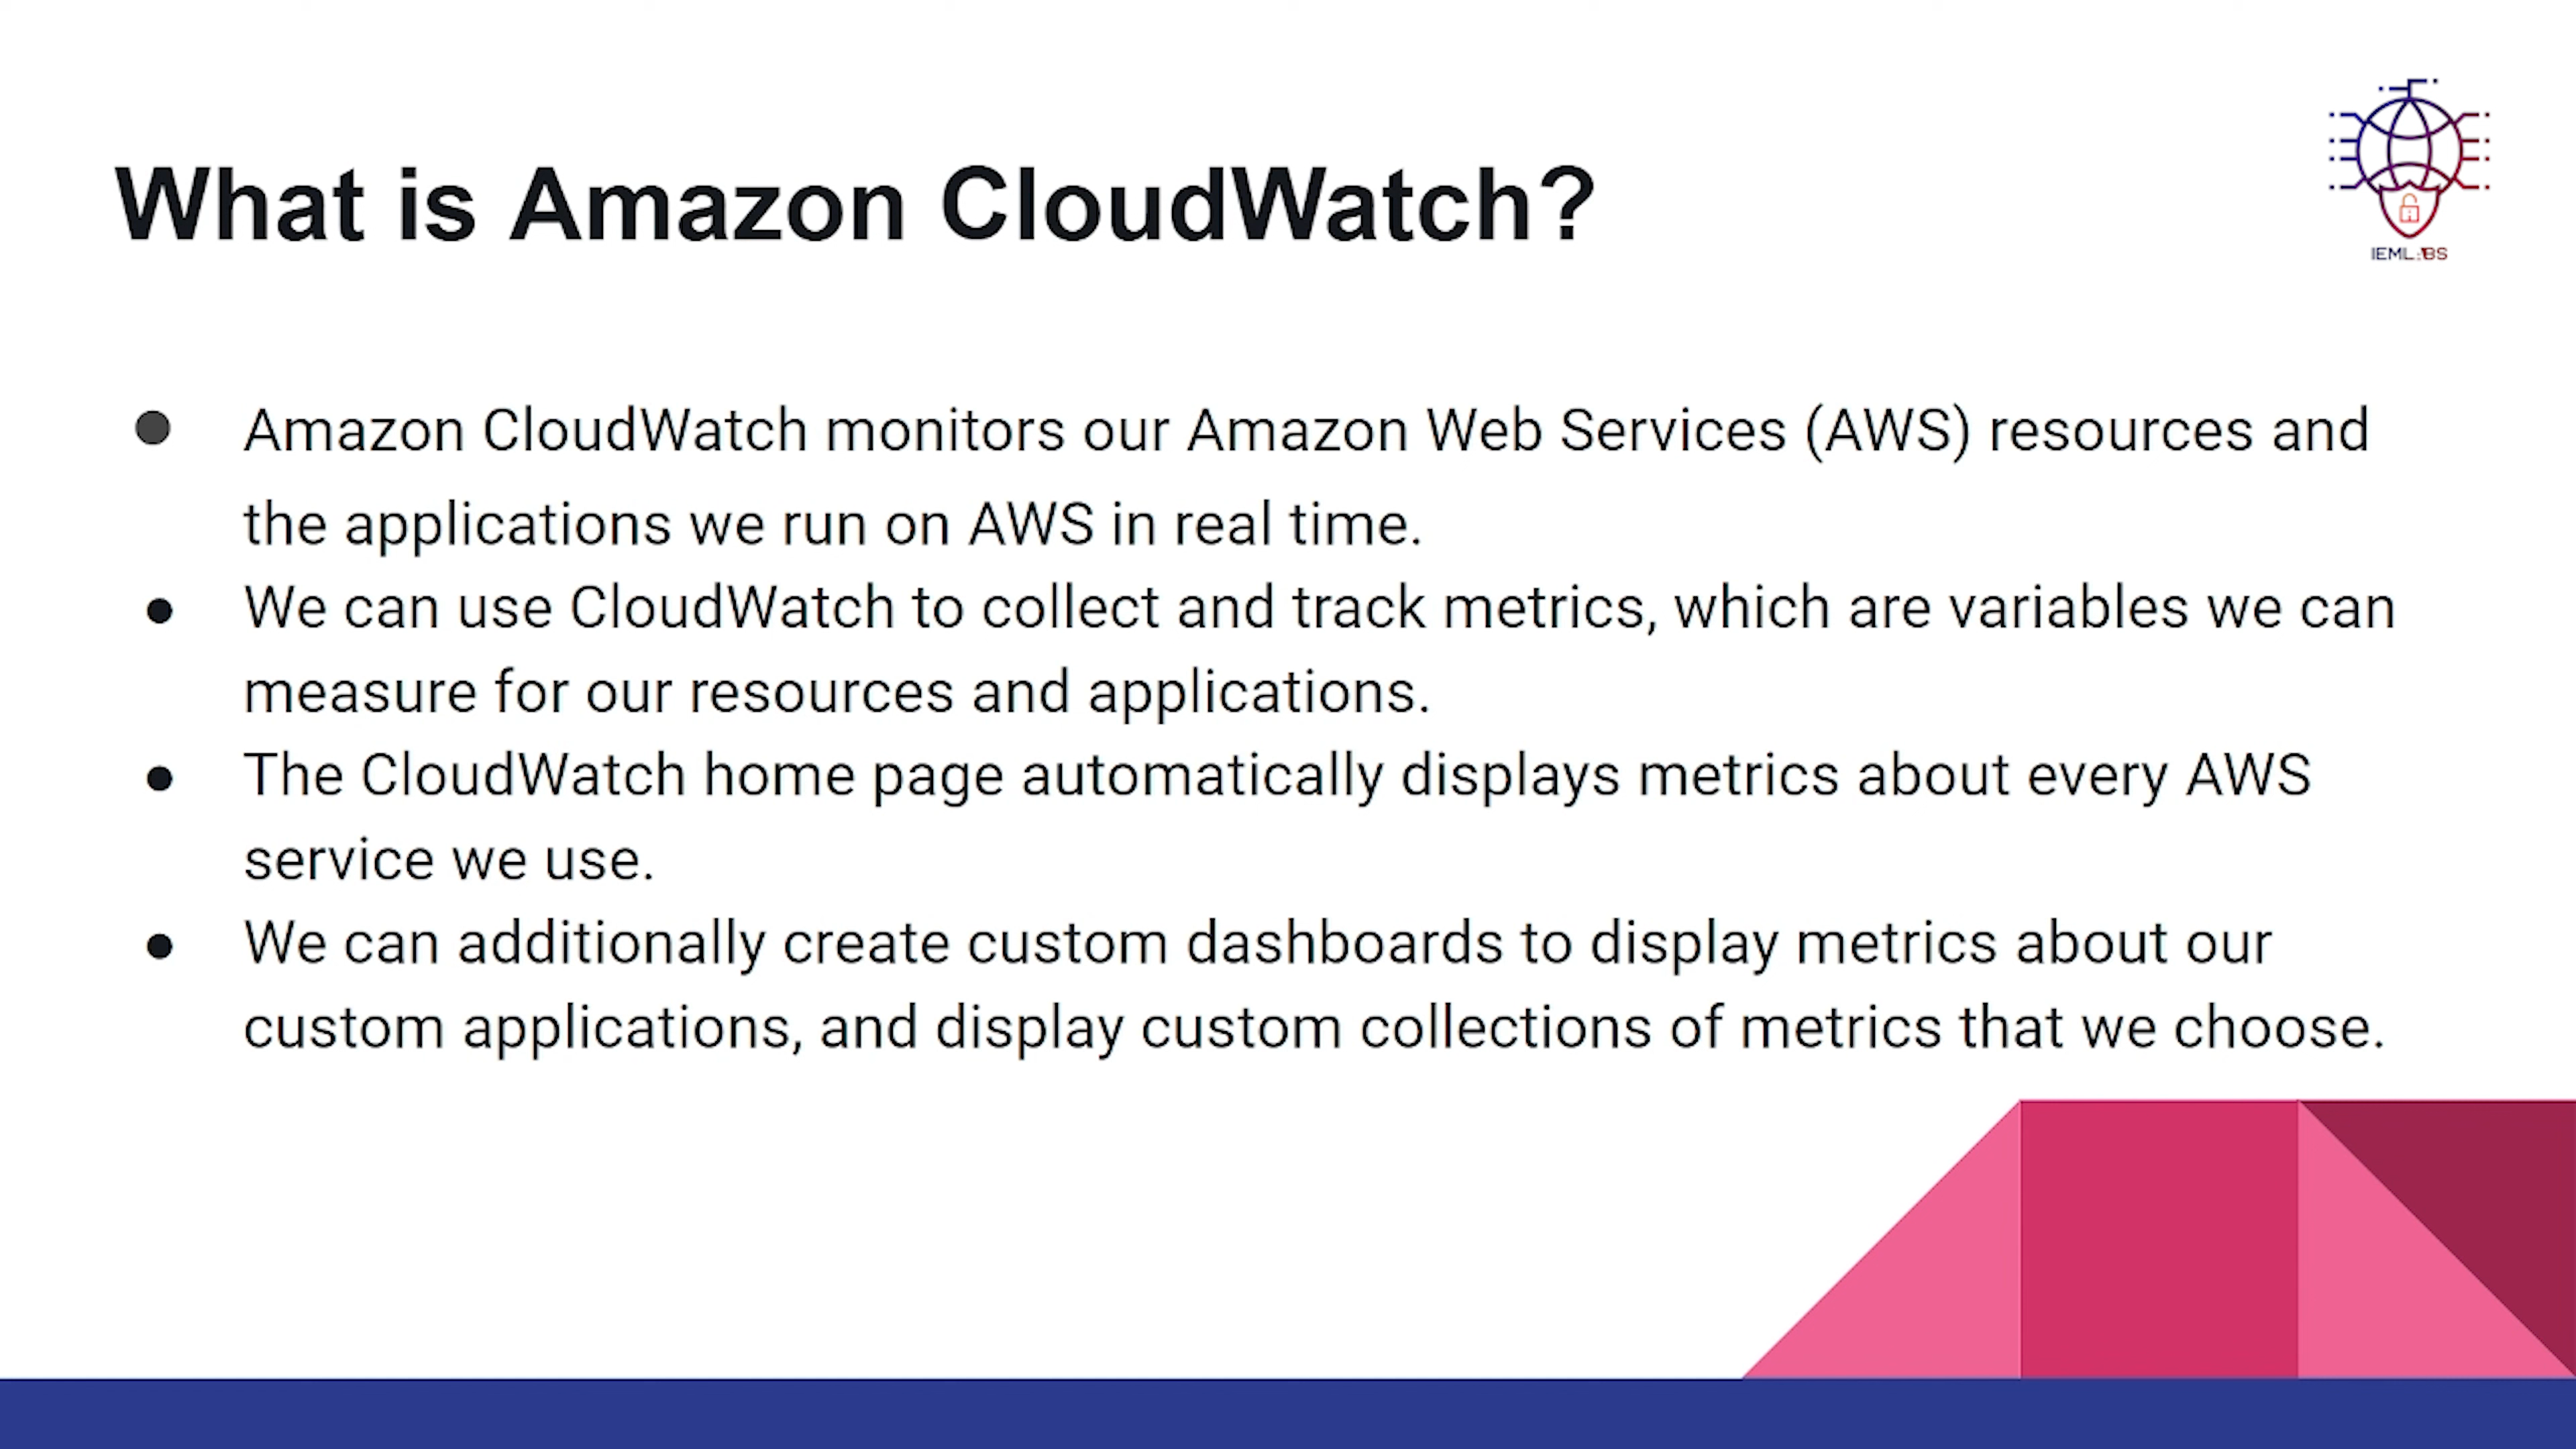 What is Amazon CloudWatch?
IEMLABS
● Amazon CloudWatch monitors our Amazon Web Services (AWS) resources and
the applications we run on AWS in real time.
● We can use CloudWatch to collect and track metrics, which are variables we can
measure for our resources and applications.
● The CloudWatch home page automatically displays metrics about every AWS
service we use.
● We can additionally create custom dashboards to display metrics about our
custom applications, and display custom collections of metrics that we choose.